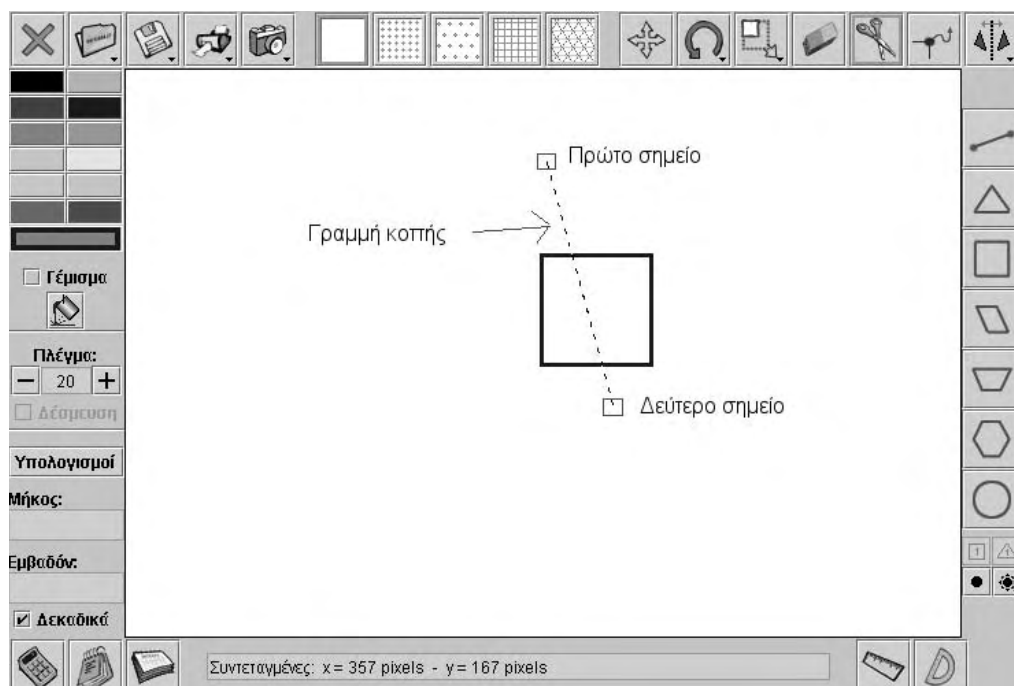 Πρώτο σημείο
Γραμμή κοπής
Δεύτερο σημείο
Γέμισμα
Πλέγμα:
20
Δέσμευση
Υπολογισμοί
Μήκος:
Εμβαδόν:
Δεκαδικά
Συντεταγμένες: x = 357 pixels - y = 167 pixels